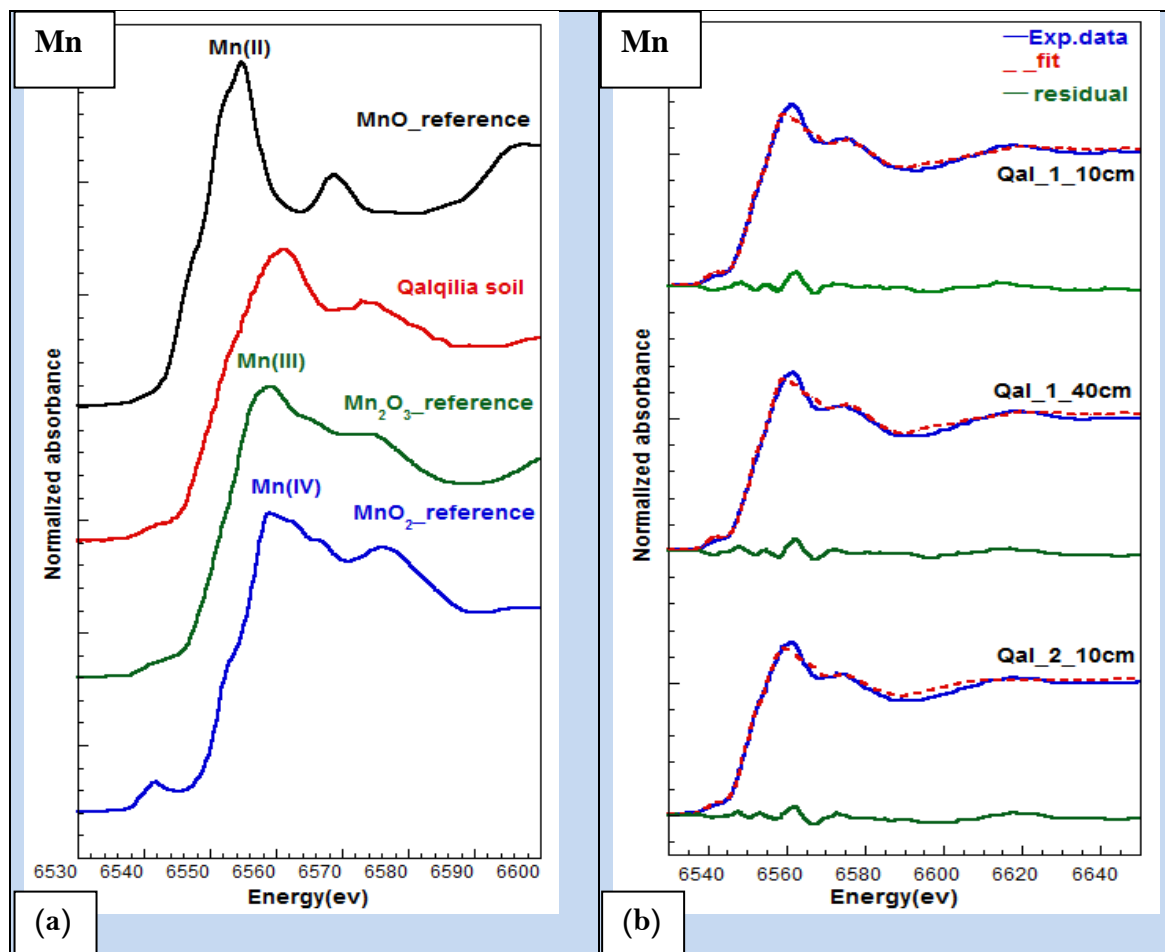 Mn
Mn(II)
MnO_reference
Qalqilia soil
Mn(III)
Mn2O3_reference
Mn(IV)
MnO2_reference
Normalized absorbance
6530 6540 6550 6560 6570 6580 6590 6600
Energy(ev)
(a)
Mn
Exp.data
_ _fit
residual
Qal_1_10cm
Qal_1_40cm
Qal_2_10cm
Normalized absorbance
6540 6560 6580 6600 6620 6640
Energy(ev)
(b)